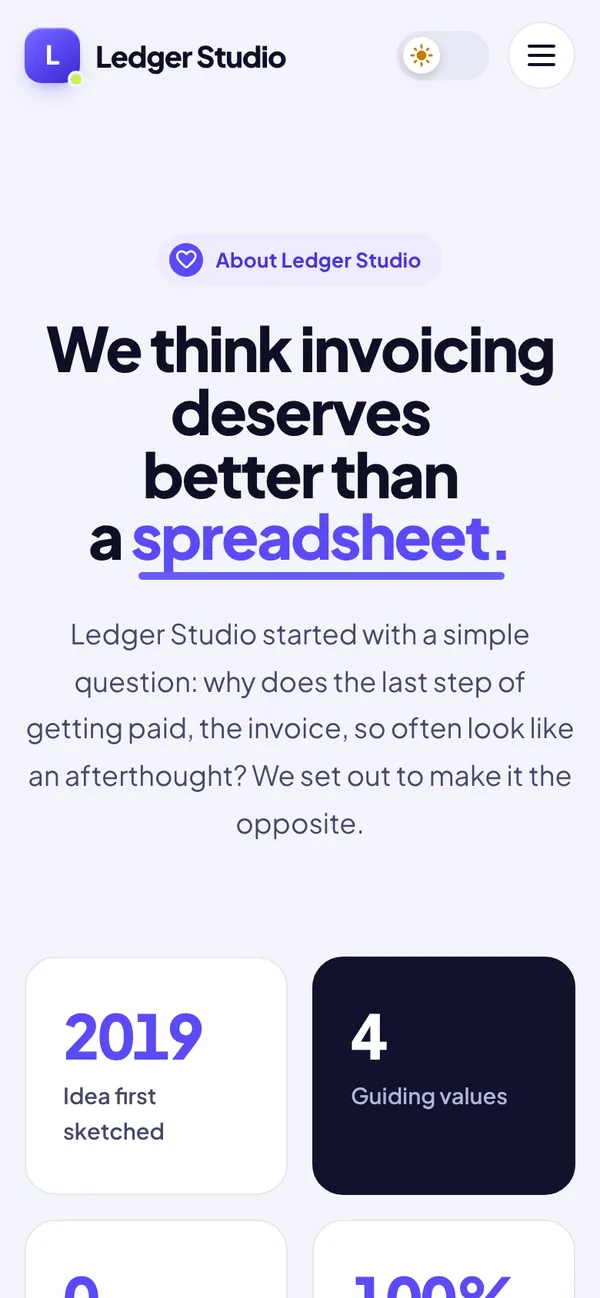 L Ledger Studio
About Ledger Studio
We think invoicing
deserves
better than
a spreadsheet.
Ledger Studio started with a simple
question: why does the last step of
getting paid, the invoice, so often look like
an afterthought? We set out to make it the
opposite.
2019
Idea first
sketched
4
Guiding values
0
100%